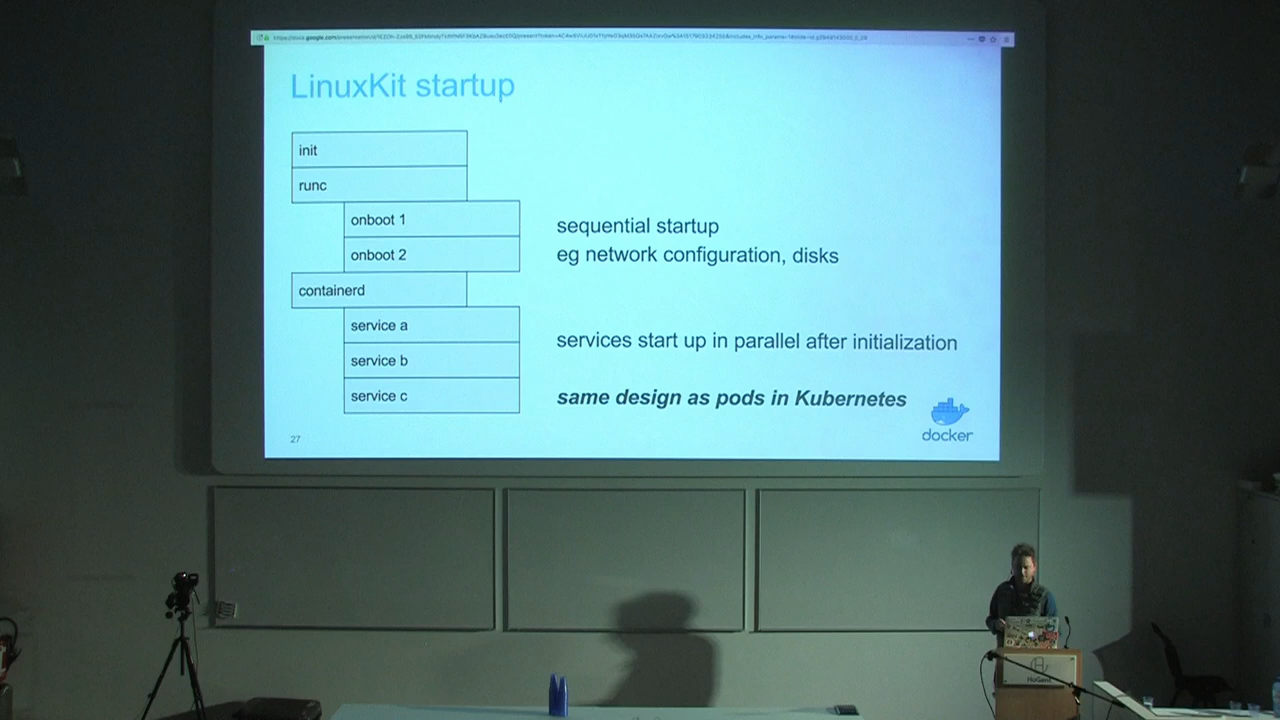 LinuxKit startup
init
runc
onboot 1
sequential startup
onboot 2
eg network configuration, disks
containerd
service a
services start up in parallel after initialization
service b
service c
same design as pods in Kubernetes
docker
27
HoGent